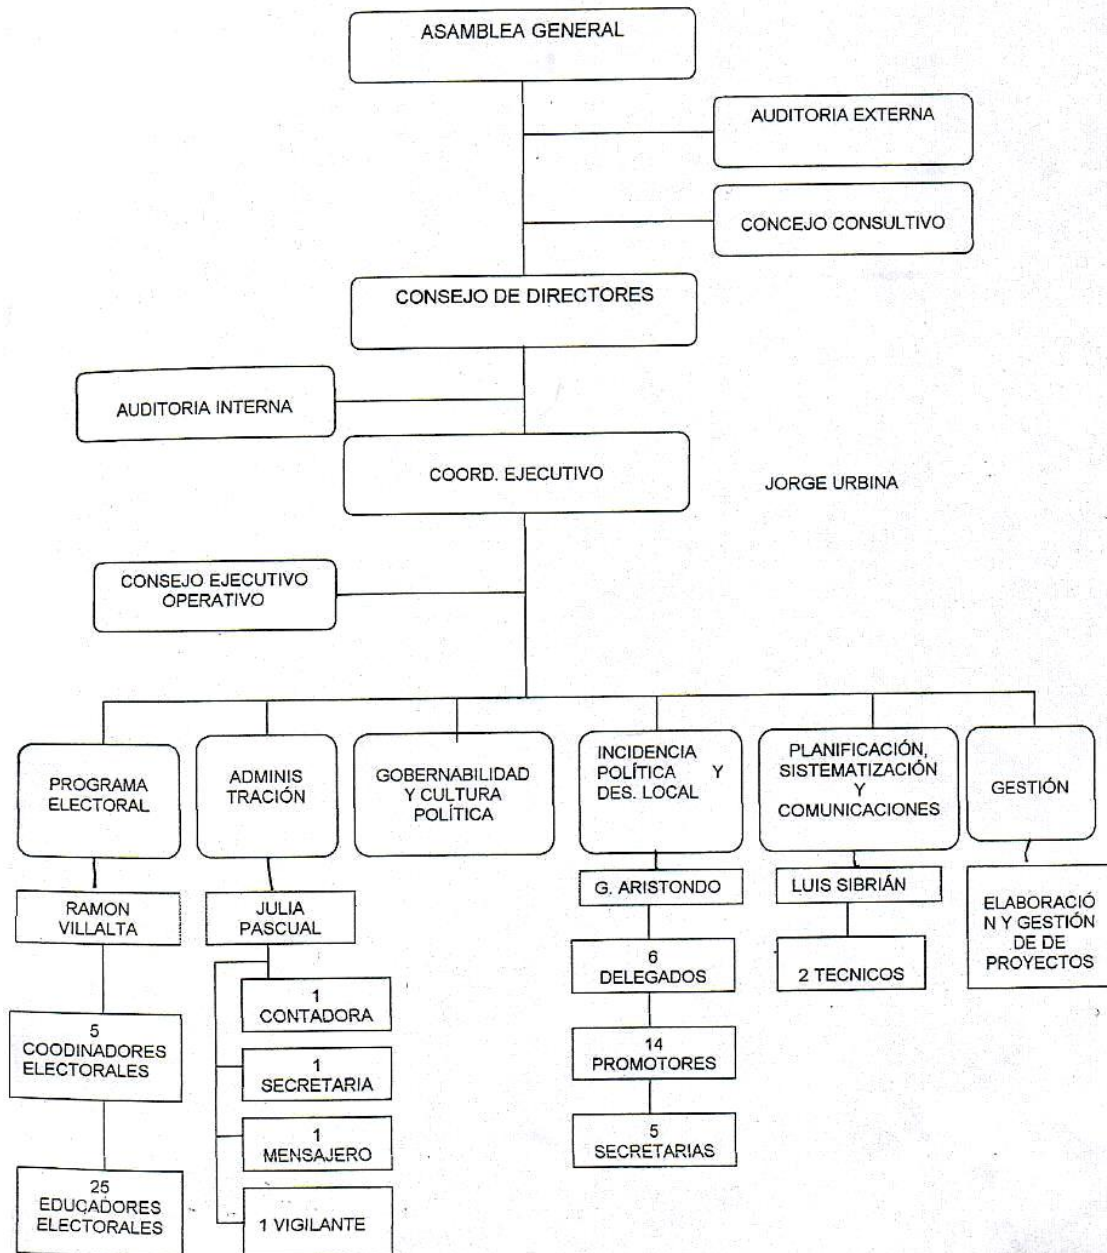 ASAMBLEA GENERAL
AUDITORIA EXTERNA
CONCEJO CONSULTIVO
CONSEJO DE DIRECTORES
AUDITORIA INTERNA
COORD. EJECUTIVO
JORGE URBINA
CONSEJO EJECUTIVO
OPERATIVO
PROGRAMA
ELECTORAL
ADMINIS
TRACIÓN
GOBERNABILIDAD
Y CULTURA
POLÍTICA
INCIDENCIA
POLÍTICA Y
DES. LOCAL
PLANIFICACIÓN,
SISTEMATIZACIÓN
Y
COMUNICACIONES
GESTIÓN
RAMON
VILLALTA
JULIA
PASCUAL
G. ARISTONDO
LUIS SIBRIÁN
ELABORACIÓ
N Y GESTIÓN
DE DE
PROYECTOS
5
COODINADORES
ELECTORALES
25
EDUCADORES
ELECTORALES
1
CONTADORA
1
SECRETARIA
1
MENSAJERO
1 VIGILANTE
6
DELEGADOS
14
PROMOTORES
5
SECRETARIAS
2 TECNICOS